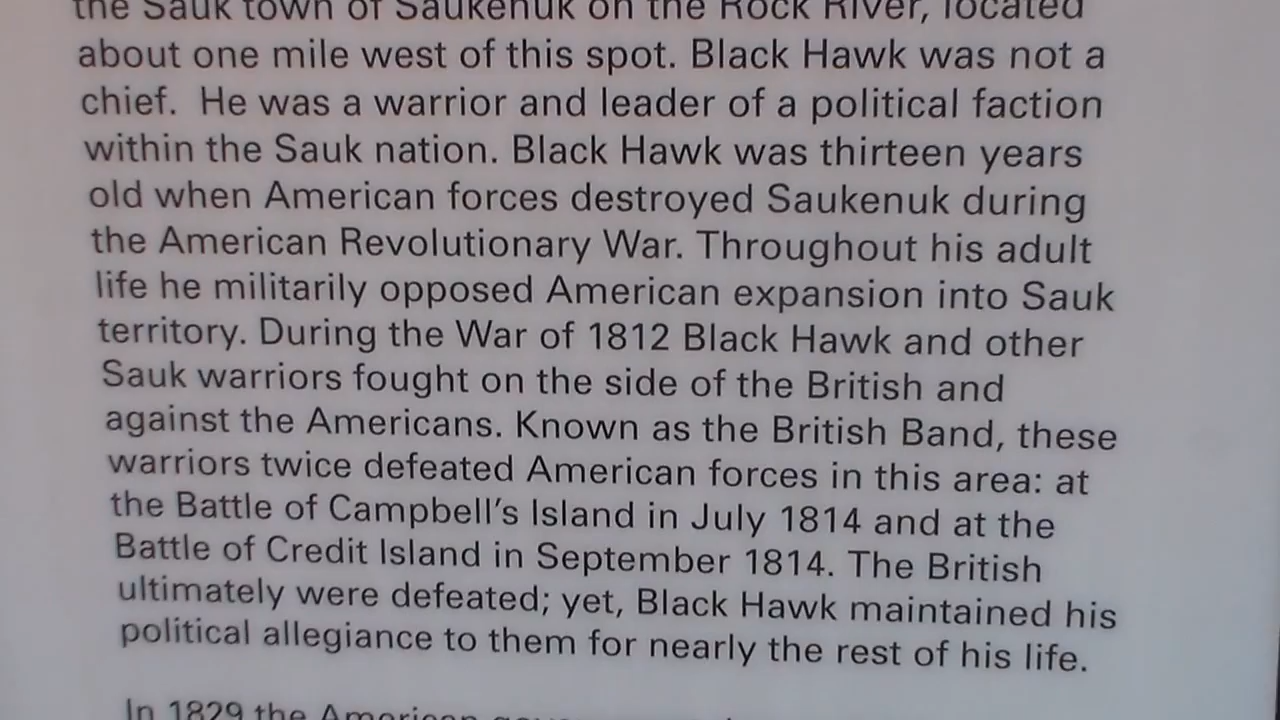 the Sauk town of Saukenuk on the Rock River, located
about one mile west of this spot. Black Hawk was not a
chief.  He was a warrior and leader of a political faction
within the Sauk nation. Black Hawk was thirteen years
old when American forces destroyed Saukenuk during
the American Revolutionary War. Throughout his adult
life he militarily opposed American expansion into Sauk
territory. During the War of 1812 Black Hawk and other
Sauk warriors fought on the side of the British and
against the Americans. Known as the British Band, these
warriors twice defeated American forces in this area: at
the Battle of Campbell’s Island in July 1814 and at the
Battle of Credit Island in September 1814. The British
ultimately were defeated; yet, Black Hawk maintained his
political allegiance to them for nearly the rest of his life.
In 1829 the American